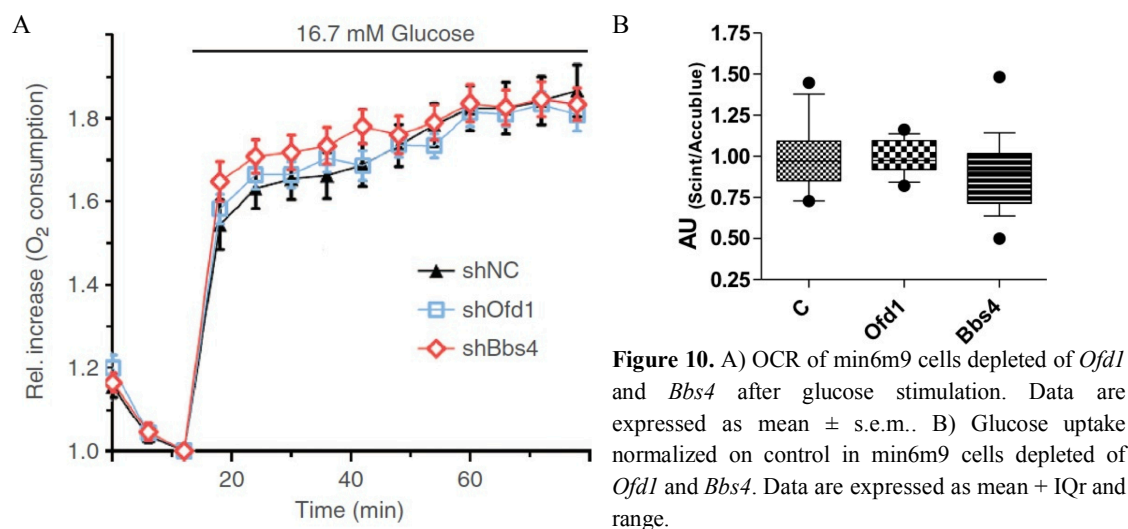 A
16.7 mM Glucose
Rel. increase (O2 consumption)
2.0
1.8
1.6
1.4
1.2
1.0
shNC
shOfd1
shBbs4
20
40
60
Time (min)
B
AU (Scint/Accublue)
1.75
1.50
1.25
1.00
0.75
0.50
0.25
C
Ofd1
Bbs4
Figure 10. A) OCR of min6m9 cells depleted of Ofd1
and Bbs4 after glucose stimulation. Data are
expressed as mean ± s.e.m.. B) Glucose uptake
normalized on control in min6m9 cells depleted of
Ofd1 and Bbs4. Data are expressed as mean + IQr and
range.